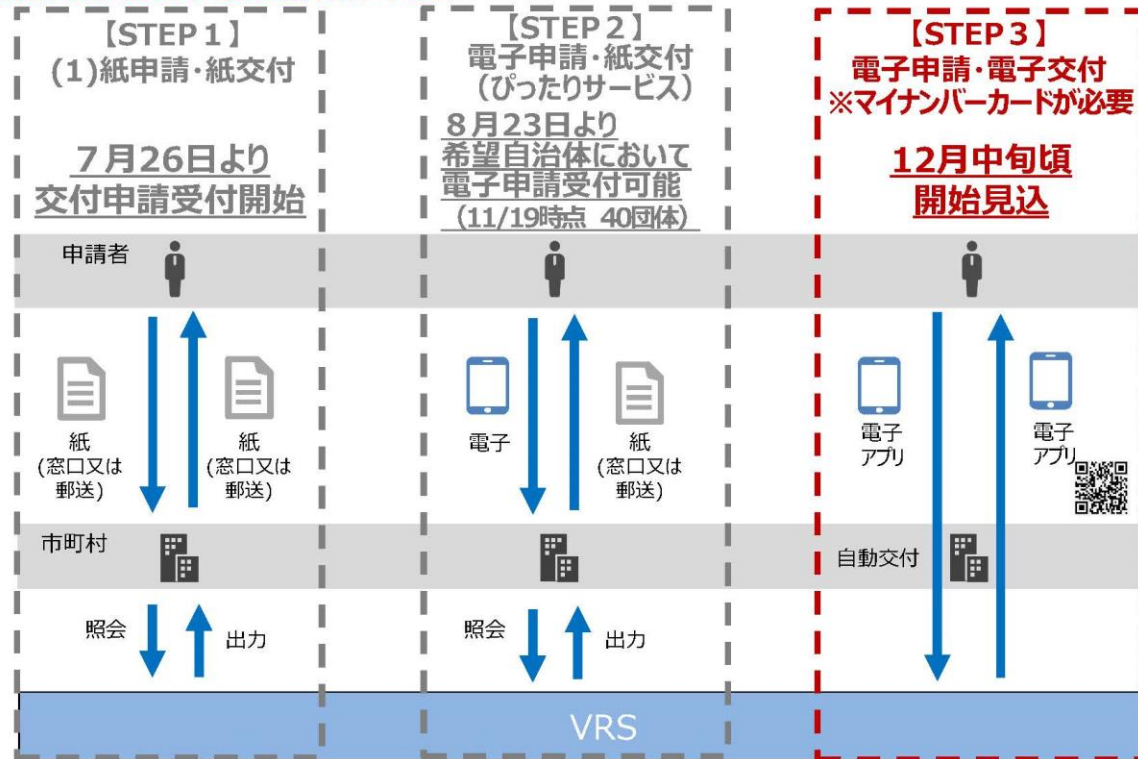 【STEP1】
(1)紙申請・紙交付
7月26日より
交付申請受付開始
【STEP2】
電子申請・紙交付
（ぴったりサービス）
8月23日より
希望自治体において
電子申請受付可能
（11/19時点 40団体）
【STEP3】
電子申請・電子交付
※マイナンバーカードが必要
12月中旬頃
開始見込
申請者
紙
(窓口又は
郵送)
紙
(窓口又は
郵送)
電子
紙
(窓口又は
郵送)
電子
アプリ
電子
アプリ
市町村
自動交付
照会
出力
照会
出力
VRS